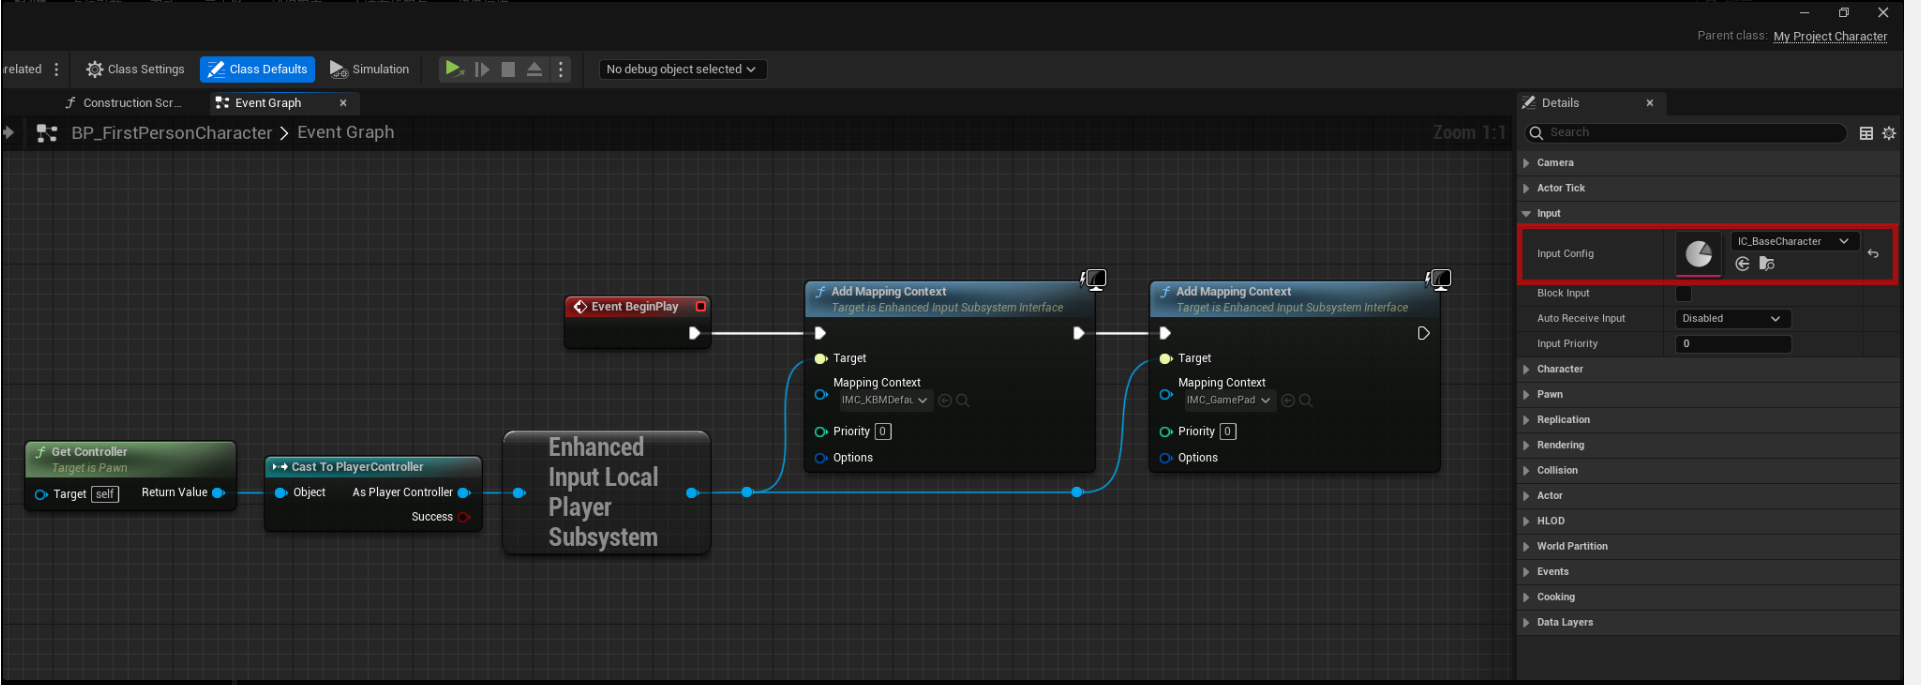 Parent class: My Project Character
related
Class Settings
Class Defaults
Simulation
No debug object selected
Construction Scr...
Event Graph
Details
BP_FirstPersonCharacter > Event Graph
Zoom 1:1
Search
Camera
Actor Tick
Input
Input Config
IC_BaseCharacter
Block Input
Auto Receive Input
Disabled
Input Priority
0
Character
Pawn
Replication
Rendering
Collision
Actor
HLOD
World Partition
Events
Cooking
Data Layers
Event BeginPlay
Add Mapping Context
Target is Enhanced Input Subsystem Interface
Target
Mapping Context
IMC_KBMDefau
Priority 0
Options
Add Mapping Context
Target is Enhanced Input Subsystem Interface
Target
Mapping Context
IMC_GamePad
Priority 0
Options
Get Controller
Target is Pawn
Target self
Return Value
Cast To PlayerController
Object
As Player Controller
Success
Enhanced
Input Local
Player
Subsystem